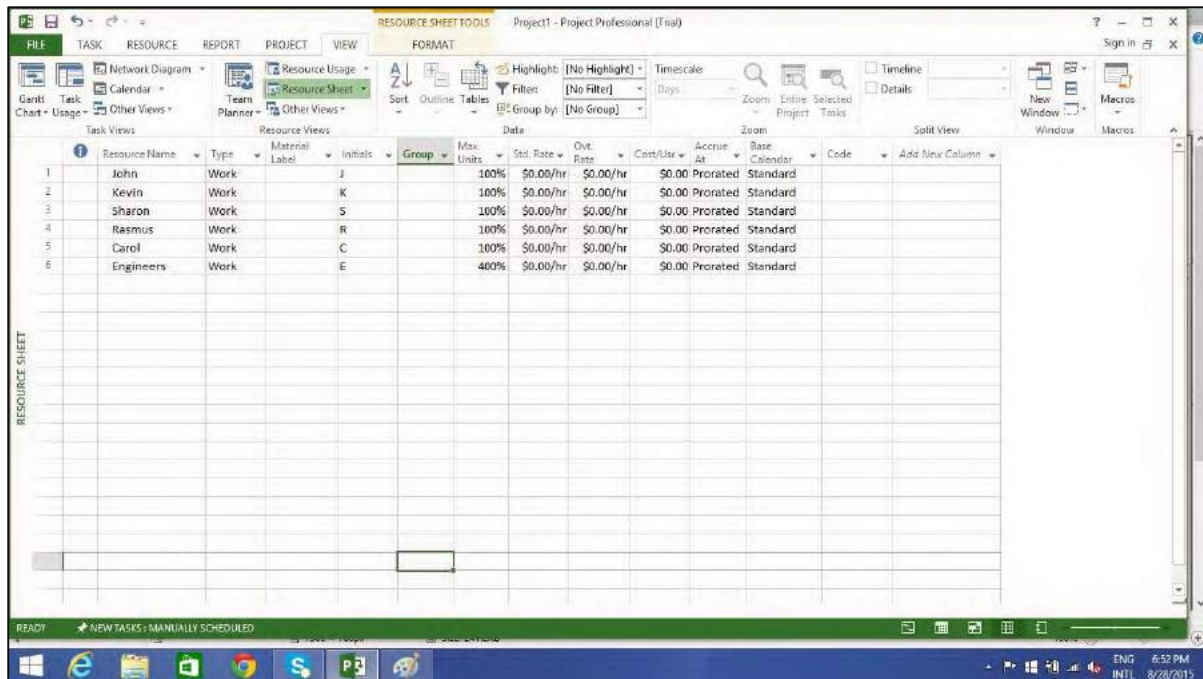 RESOURCE SHEET TOOLS Project1 - Project Professional (Trial) ? X
FILE TASK RESOURCE REPORT PROJECT VIEW FORMAT Sign in
Network Diagram Resource Usage Highlight: [No Highlight] Timescale: Timeline
Calendar Resource Sheet Filter: [No Filter] Days Details
Gantt Chart Task Usage Other Views Team Planner Other Views Sort Outline Tables Group by: [No Group] Zoom Entire Project Selected Tasks New Window Macros
Task Views Resource Views Data Zoom Split View Window Macros
Resource Name Type Material Label Initials Group Max. Units Std. Rate Ovt. Rate Cost/Use Accrue At Base Calendar Code Add New Column
1 John Work J 100% $0.00/hr $0.00/hr $0.00 Prorated Standard
2 Kevin Work K 100% $0.00/hr $0.00/hr $0.00 Prorated Standard
3 Sharon Work S 100% $0.00/hr $0.00/hr $0.00 Prorated Standard
4 Rasmus Work R 100% $0.00/hr $0.00/hr $0.00 Prorated Standard
5 Carol Work C 100% $0.00/hr $0.00/hr $0.00 Prorated Standard
6 Engineers Work E 400% $0.00/hr $0.00/hr $0.00 Prorated Standard
RESOURCE SHEET
READY NEW TASKS : MANUALLY SCHEDULED
ENG 6:52 PM
INTL 8/28/2015